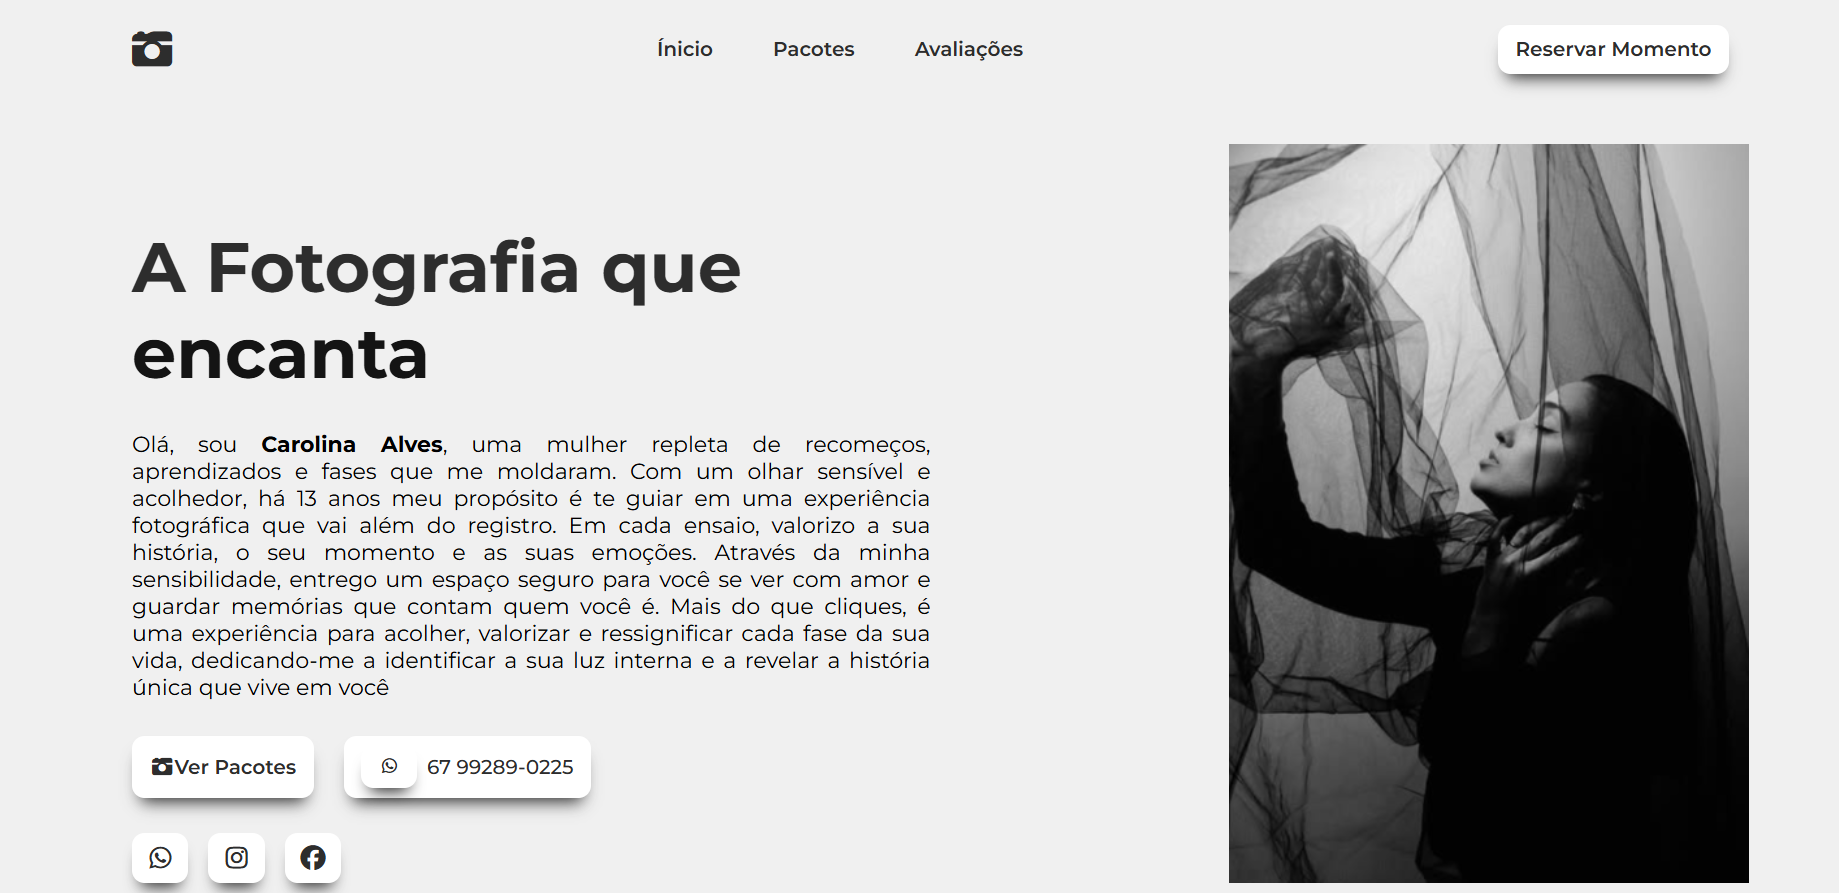 Ínicio
Pacotes
Avaliações
Reservar Momento
A Fotografia que
encanta
Olá, sou Carolina Alves, uma mulher repleta de recomeços,
aprendizados e fases que me moldaram. Com um olhar sensível e
acolhedor, há 13 anos meu propósito é te guiar em uma experiência
fotográfica que vai além do registro. Em cada ensaio, valorizo a sua
história, o seu momento e as suas emoções. Através da minha
sensibilidade, entrego um espaço seguro para você se ver com amor e
guardar memórias que contam quem você é. Mais do que cliques, é
uma experiência para acolher, valorizar e ressignificar cada fase da sua
vida, dedicando-me a identificar a sua luz interna e a revelar a história
única que vive em você
Ver Pacotes
67 99289-0225